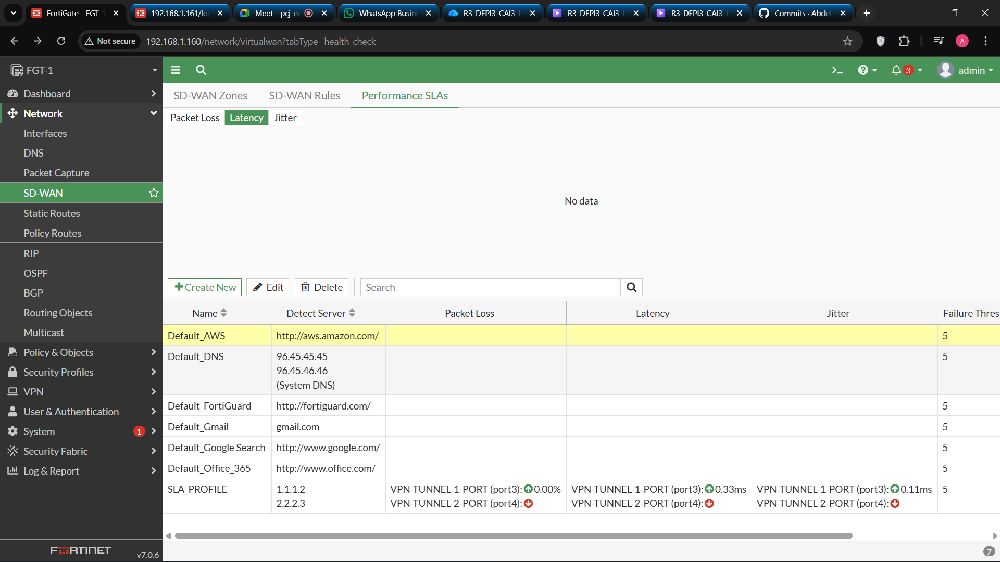 FortiGate - FGT-1
192.168.1.161/lo
Meet - pcj-n
WhatsApp Busin
R3_DEPI3_CAI3_I
R3_DEPI3_CAI3_
R3_DEPI3_CAI3_
Commits · Abdel
Not secure
192.168.1.160/network/virtualwan?tabType=health-check
A
FGT-1
3
admin
Dashboard
Network
Interfaces
DNS
Packet Capture
SD-WAN
Static Routes
Policy Routes
RIP
OSPF
BGP
Routing Objects
Multicast
Policy & Objects
Security Profiles
VPN
User & Authentication
System 1
Security Fabric
Log & Report
FORTINET
v7.0.6
SD-WAN Zones SD-WAN Rules Performance SLAs
Packet Loss Latency Jitter
No data
Create New Edit Delete Search
Name Detect Server Packet Loss Latency Jitter Failure Thres
Default_AWS http://aws.amazon.com/ 5
Default_DNS 96.45.45.45 5
96.45.46.46
(System DNS)
Default_FortiGuard http://fortiguard.com/ 5
Default_Gmail gmail.com 5
Default_Google Search http://www.google.com/ 5
Default_Office_365 http://www.office.com/ 5
SLA_PROFILE 1.1.1.2 VPN-TUNNEL-1-PORT (port3): 0.00% VPN-TUNNEL-1-PORT (port3): 0.33ms VPN-TUNNEL-1-PORT (port3): 0.11ms 5
2.2.2.3 VPN-TUNNEL-2-PORT (port4): VPN-TUNNEL-2-PORT (port4): VPN-TUNNEL-2-PORT (port4):
7